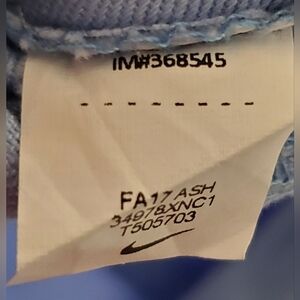 IM#368545
- - - - - - - -
FA17 ASH
34978XNC1
T505703